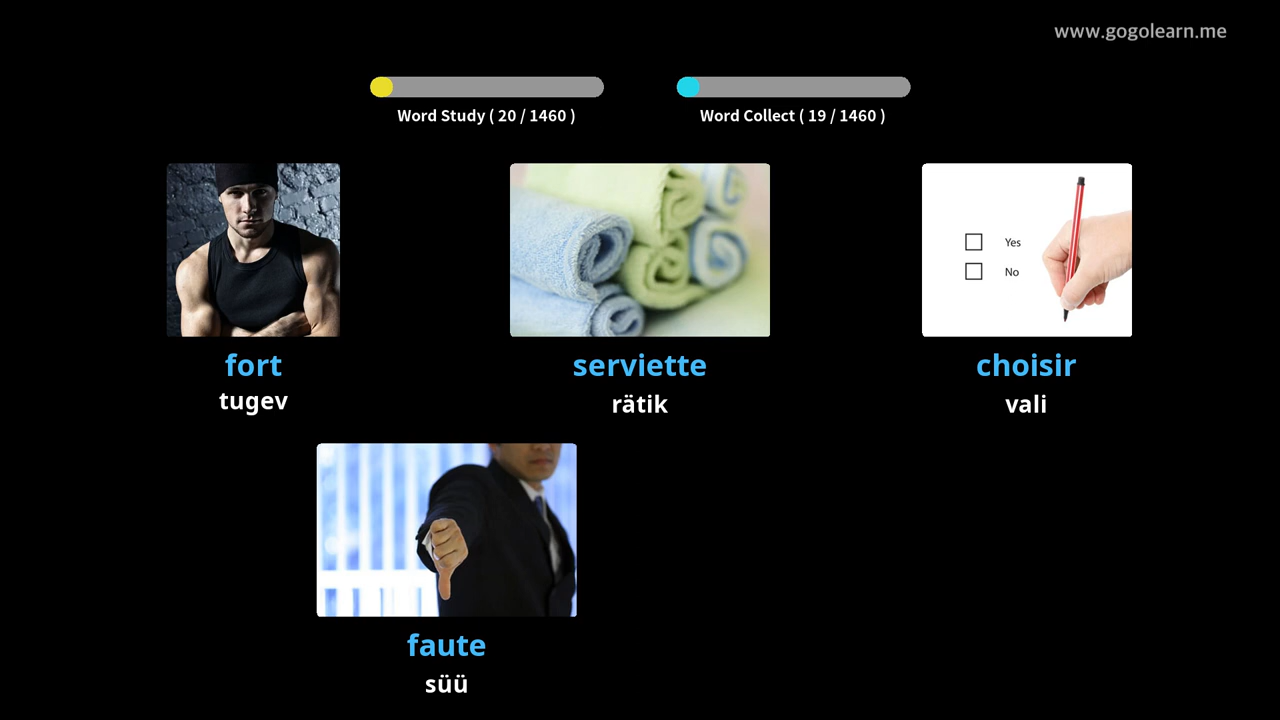 www.gogolearn.me
Word Study ( 20 / 1460 )
Word Collect ( 19 / 1460 )
Yes
No
fort
serviette
choisir
tugev
rätik
vali
faute
süü